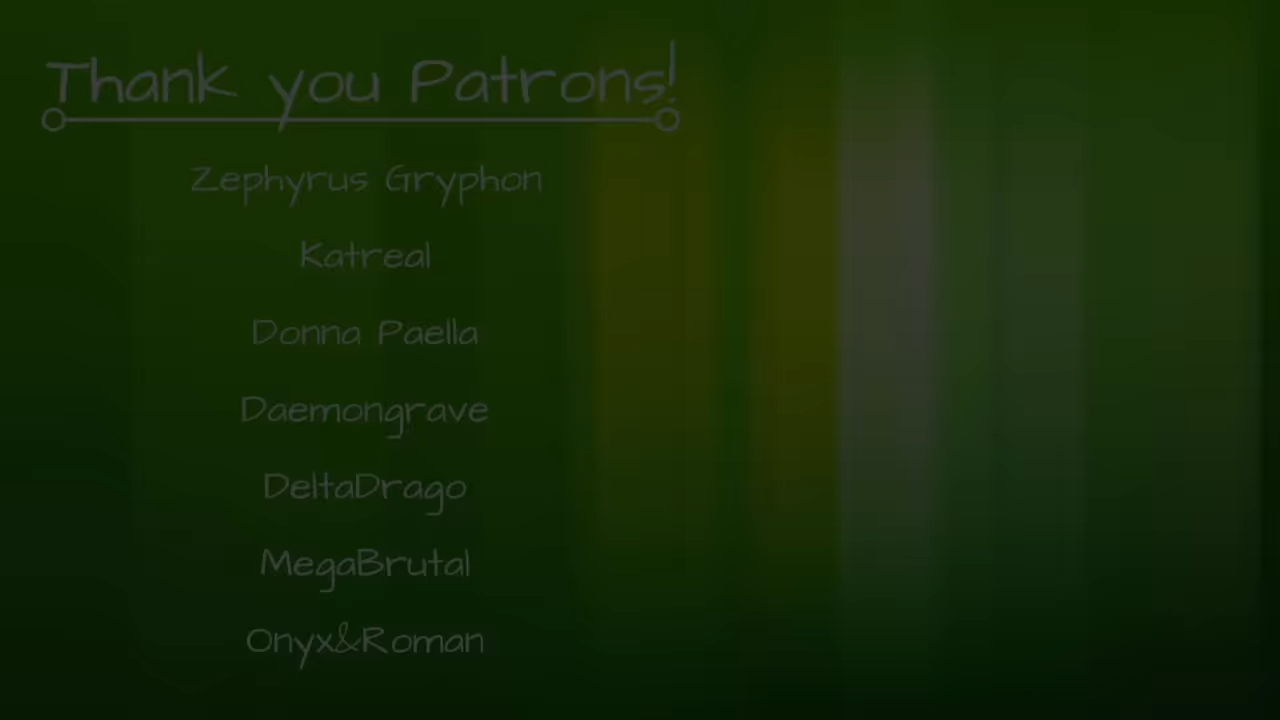 Thank you Patrons!
Zephyrus Gryphon
Katreal
Donna Paella
Daemongrave
DeltaDrago
MegaBrutal
Onyx&Roman